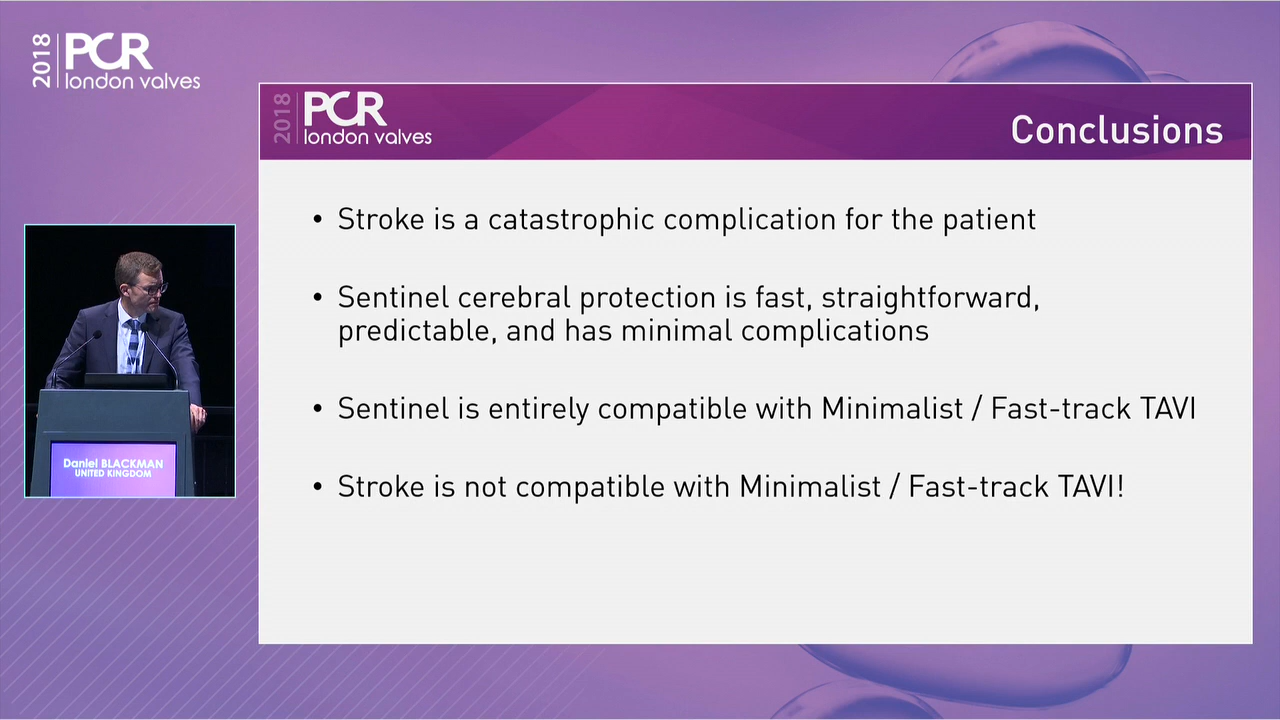 2018
PCR
london valves
2018
PCR
london valves
Conclusions
• Stroke is a catastrophic complication for the patient
• Sentinel cerebral protection is fast, straightforward,
predictable, and has minimal complications
• Sentinel is entirely compatible with Minimalist / Fast-track TAVI
• Stroke is not compatible with Minimalist / Fast-track TAVI!
Daniel BLACKMAN
UNITED KINGDOM